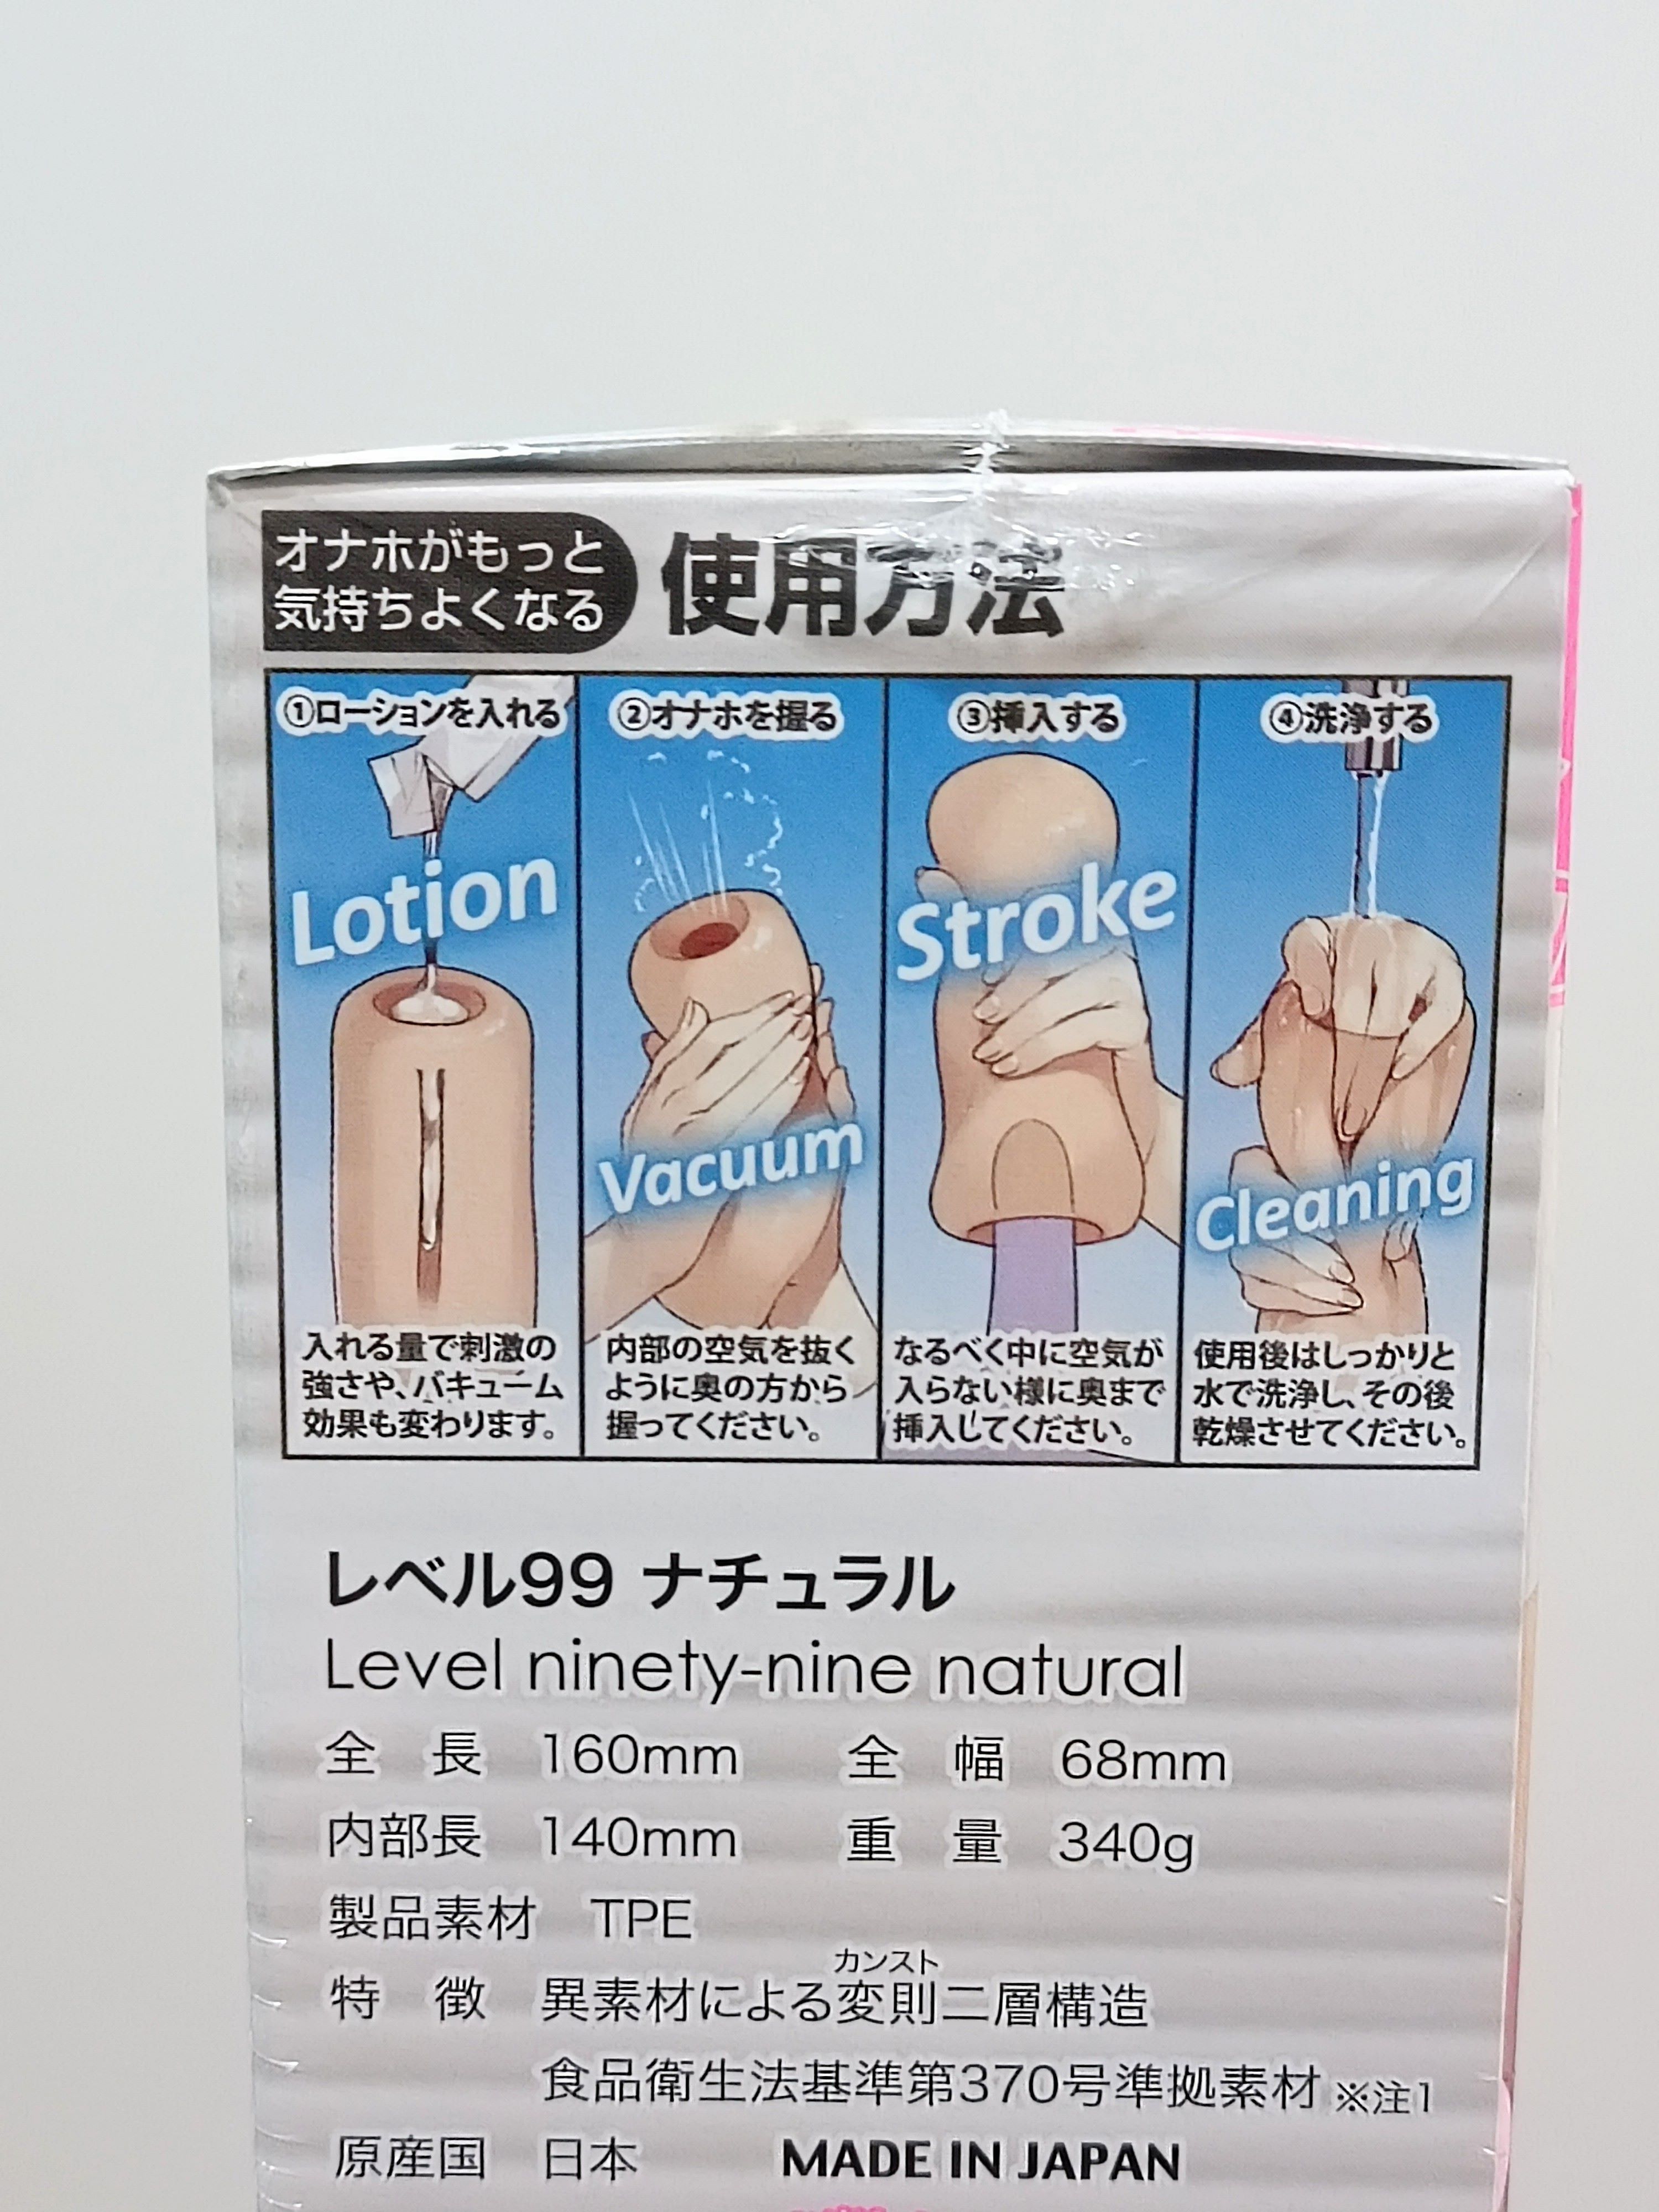 オナホがもっと
気持ちよくなる
使用方法
①ローションを入れる
Lotion
入れる量で刺激の
強さや、バキューム
効果も変わります。
②オナホを握る
Vacuum
内部の空気を抜く
ように奥の方から
握ってください。
③挿入する
Stroke
なるべく中に空気が
入らない様に奥まで
挿入してください。
④洗浄する
Cleaning
使用後はしっかりと
水で洗浄し、その後
乾燥させてください。
レベル99 ナチュラル
Level ninety-nine natural
全 長 160mm 全 幅 68mm
内部長 140mm 重 量 340g
製品素材 TPE
カンスト
特 徴 異素材による変則二層構造
食品衛生法基準第370号準拠素材 ※注1
原産国 日本 MADE IN JAPAN